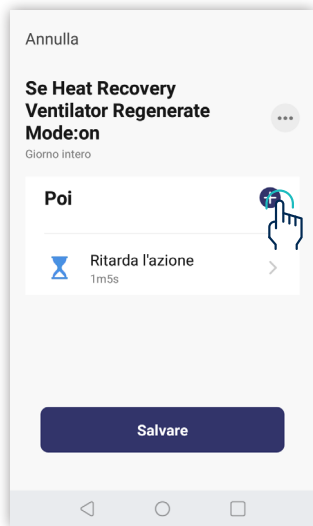 Annulla
Se Heat Recovery
Ventilator Regenerate
Mode:on
Giorno intero
Poi
Ritarda l'azione
1m5s
Salvare